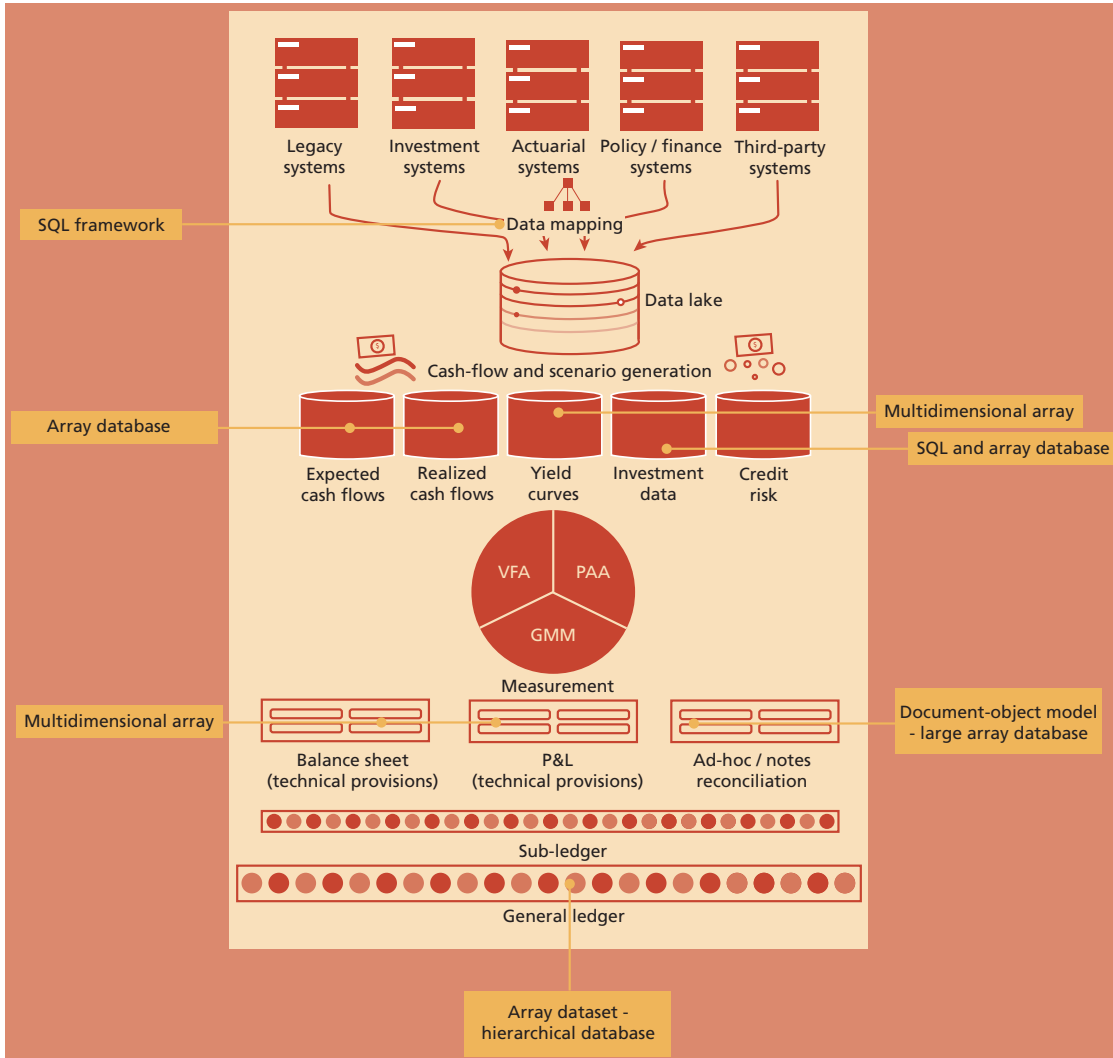 Legacy
systems
Investment
systems
Actuarial
systems
Policy / finance
systems
Third-party
systems
SQL framework
Data mapping
Data lake
$
$
Cash-flow and scenario generation
Array database
Multidimensional array
SQL and array database
Expected
cash flows
Realized
cash flows
Yield
curves
Investment
data
Credit
risk
VFA
PAA
GMM
Measurement
Multidimensional array
Document-object model
- large array database
Balance sheet
(technical provisions)
P&L
(technical provisions)
Ad-hoc / notes
reconciliation
Sub-ledger
General ledger
Array dataset -
hierarchical database